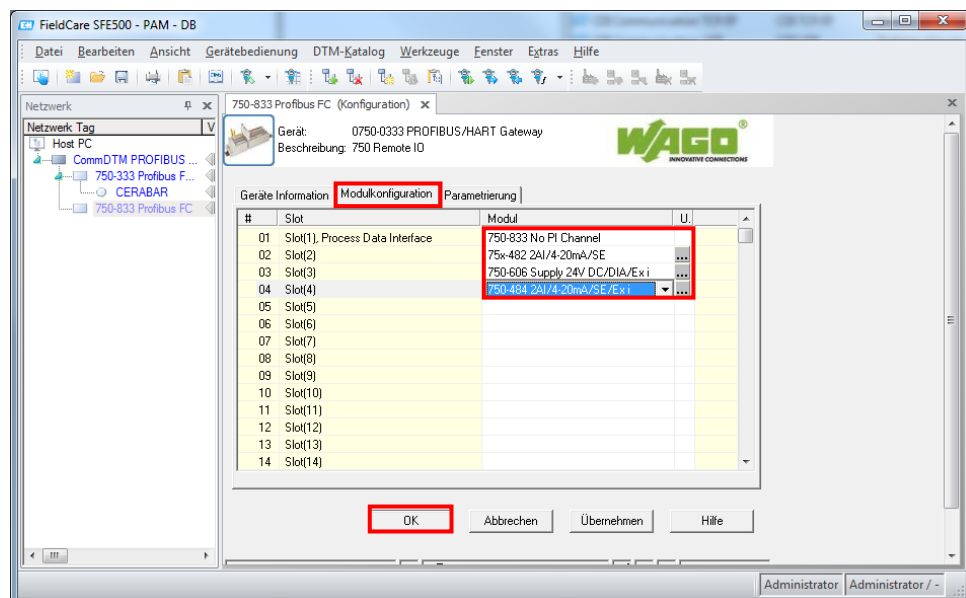 FieldCare SFE500 - PAM - DB
Datei Bearbeiten Ansicht Gerätebedienung DTM-Katalog Werkzeuge Fenster Extras Hilfe
Netzwerk
Netzwerk Tag V
Host PC
CommDTM PROFIBUS ...
750-333 Profibus F...
CERABAR
750-833 Profibus FC
750-833 Profibus FC (Konfiguration)
Gerät: 0750-0333 PROFIBUS/HART Gateway
Beschreibung: 750 Remote IO
WAGO®
INNOVATIVE CONNECTIONS
Geräte Information Modulkonfiguration Parametrierung
# Slot Modul U.
01 Slot(1), Process Data Interface 750-833 No PI Channel
02 Slot(2) 75x-482 2AI/4-20mA/SE ...
03 Slot(3) 750-606 Supply 24V DC/DIA/Ex i ...
04 Slot(4) 750-484 2AI/4-20mA/SE/Ex i ...
05 Slot(5)
06 Slot(6)
07 Slot(7)
08 Slot(8)
09 Slot(9)
10 Slot(10)
11 Slot(11)
12 Slot(12)
13 Slot(13)
14 Slot(14)
OK Abbrechen Übernehmen Hilfe
Administrator Administrator / -